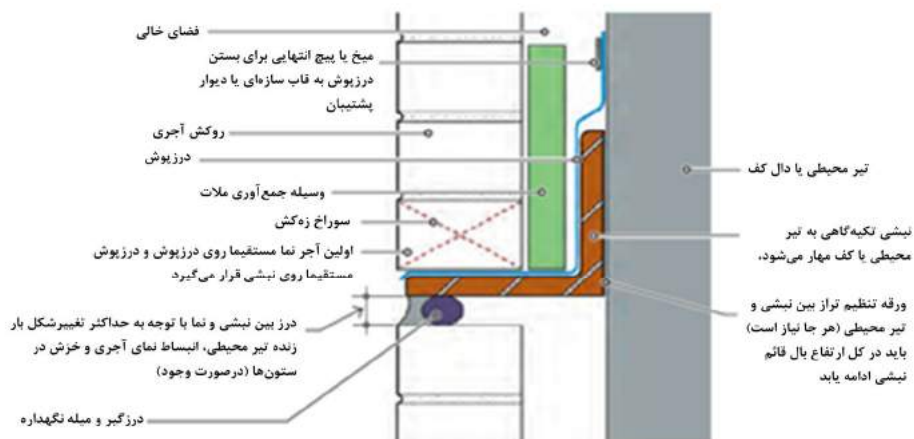 فضای خالی
میخ یا پیچ انتهایی برای بستن
درزپوش به قاب سازه‌ای یا دیوار
پشتیبان
روکش آجری
درزپوش
وسیله جمع‌آوری ملات
سوراخ زه‌کش
اولین آجر نما مستقیما روی درزپوش و درزپوش
مستقیما روی نبشی قرار می‌گیرد
درز بین نبشی و نما با توجه به حداکثر تغییرشکل بار
زنده تیر محیطی، انبساط نمای آجری و خزش در
ستون‌ها (درصورت وجود)
درزگیر و میله نگهداره
تیر محیطی یا دال کف
نبشی تکیه‌گاهی به تیر
محیطی یا کف مهار می‌شود،
ورقه تنظیم تراز بین نبشی و
تیر محیطی (هر جا نیاز است)
باید در کل ارتفاع بال قائم
نبشی ادامه یابد